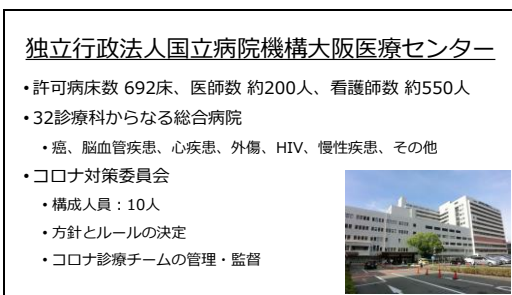 独立行政法人国立病院機構大阪医療センター
•許可病床数 692床、医師数 約200人、看護師数 約550人
•32診療科からなる総合病院
•癌、脳血管疾患、心疾患、外傷、HIV、慢性疾患、その他
•コロナ対策委員会
•構成人員：10人
•方針とルールの決定
•コロナ診療チームの管理・監督